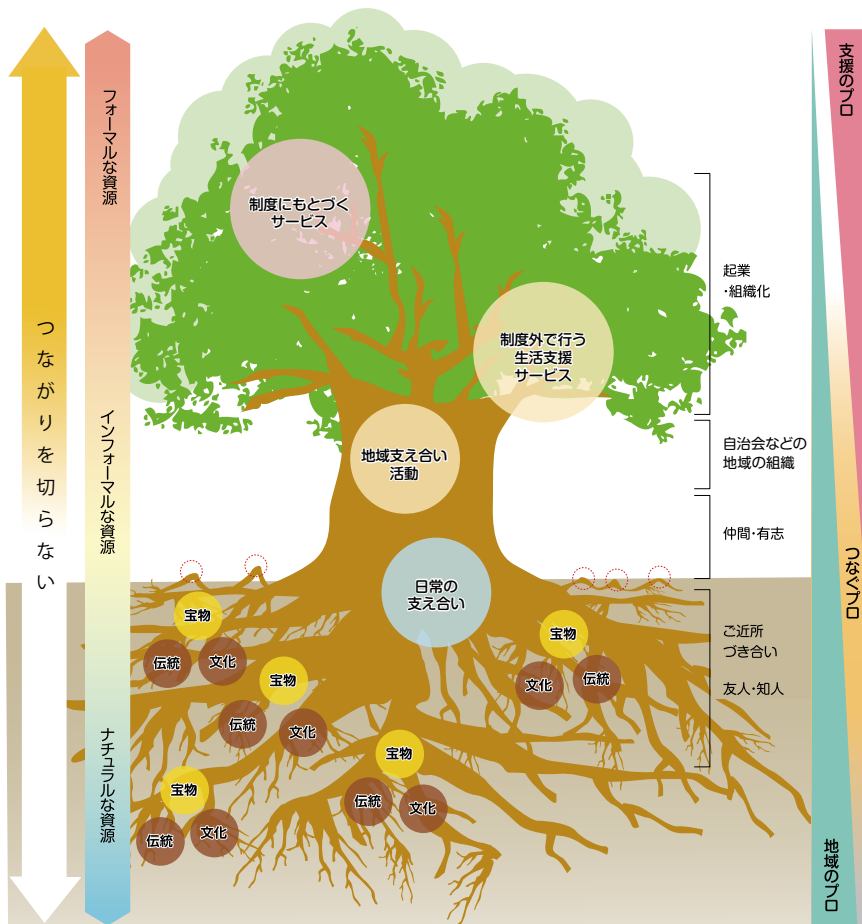 つながりを切らない
フォーマルな資源
インフォーマルな資源
ナチュラルな資源
制度にもとづく
サービス
制度外で行う
生活支援
サービス
地域支え合い
活動
日常の
支え合い
宝物
伝統
文化
宝物
伝統
文化
宝物
文化
伝統
宝物
伝統
文化
宝物
伝統
文化
起業
・組織化
自治会などの
地域の組織
仲間・有志
ご近所
づき合い
友人・知人
支援のプロ
つなぐプロ
地域のプロ